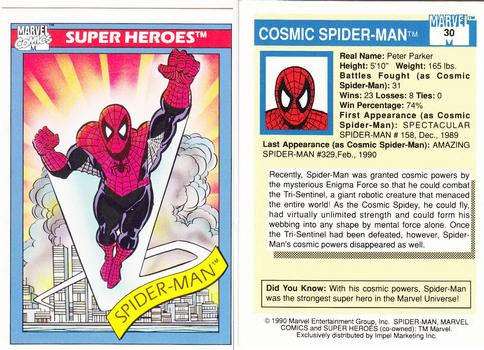 MARVEL
COMICS
M
SUPER HEROES™
SPIDER-MAN™
COSMIC SPIDER-MAN™
MARVEL
30
M
Real Name: Peter Parker
Height: 5'10" Weight: 165 lbs.
Battles Fought (as Cosmic
Spider-Man): 31
Wins: 23 Losses: 8 Ties: 0
Win Percentage: 74%
First Appearance (as Cosmic
Spider-Man): SPECTACULAR
SPIDER-MAN # 158, Dec., 1989
Last Appearance (as Cosmic Spider-Man): AMAZING
SPIDER-MAN #329,Feb., 1990
Recently, Spider-Man was granted cosmic powers by
the mysterious Enigma Force so that he could combat
the Tri-Sentinel, a giant robotic creature that menaced
the entire world! As the Cosmic Spidey, he could fly,
had virtually unlimited strength and could form his
webbing into any shape by mental force alone. Once
the Tri-Sentinel had been defeated, however, Spider-
Man's cosmic powers disappeared as well.
Did You Know: With his cosmic powers, Spider-Man
was the strongest super hero in the Marvel Universe!
© 1990 Marvel Entertainment Group, Inc. SPIDER-MAN, MARVEL
COMICS and SUPER HEROES (co-owned): TM Marvel.
Exclusively distributed by Impel Marketing Inc.